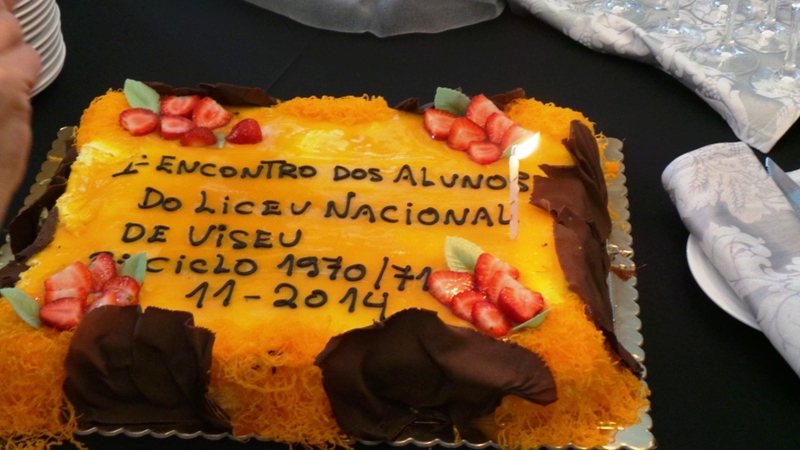 1º ENCONTRO DOS ALUNOS
DO LICEU NACIONAL
DE VISEU
CICLO 1970/71
11-2014